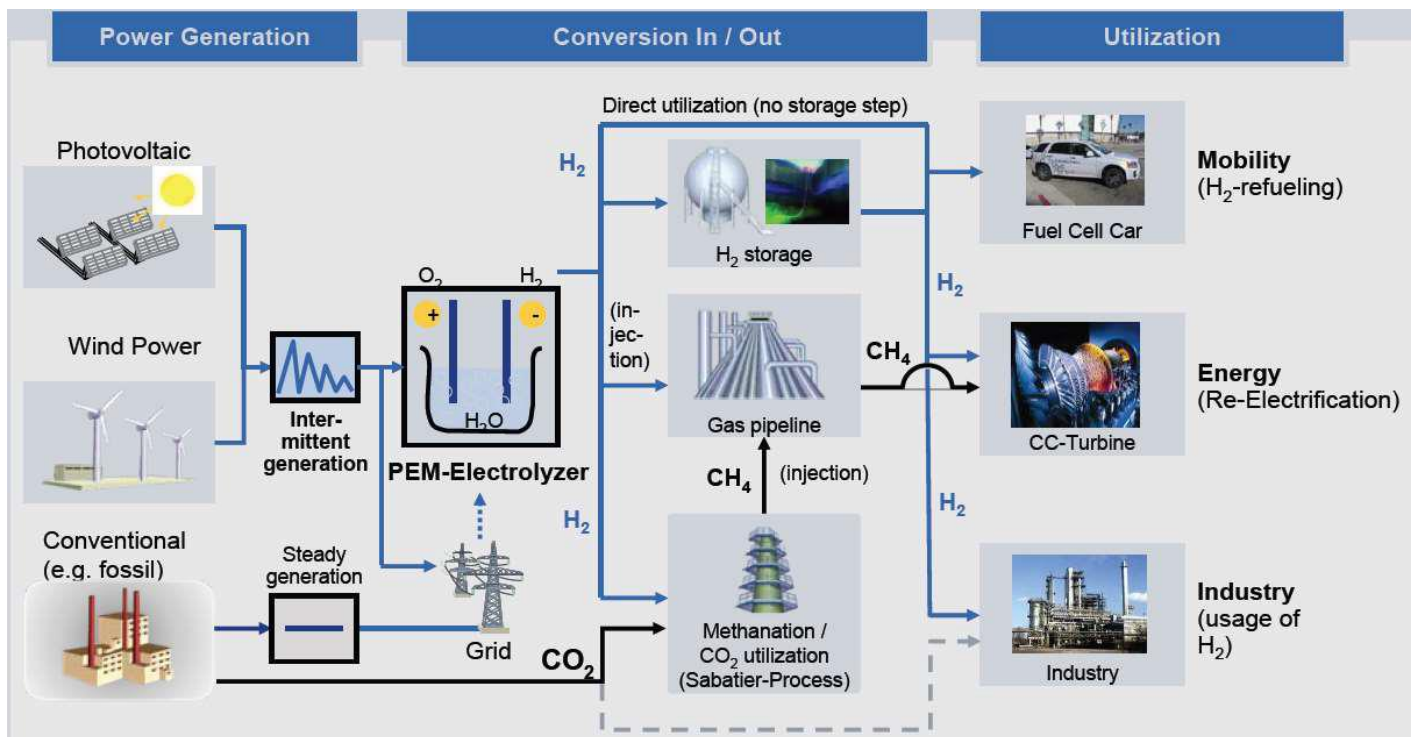 Power Generation
Conversion In / Out
Utilization
Direct utilization (no storage step)
Photovoltaic
H₂
H₂ storage
Fuel Cell Car
Mobility
(H₂-refueling)
O₂
H₂
+
-
H₂O
PEM-Electrolyzer
Wind Power
Inter-
mittent
generation
(in-
jec-
tion)
Gas pipeline
H₂
CH₄
CC-Turbine
Energy
(Re-Electrification)
CH₄
(injection)
H₂
H₂
Conventional
(e.g. fossil)
Steady
generation
Grid
CO₂
Methanation /
CO₂ utilization
(Sabatier-Process)
Industry
Industry
(usage of
H₂)